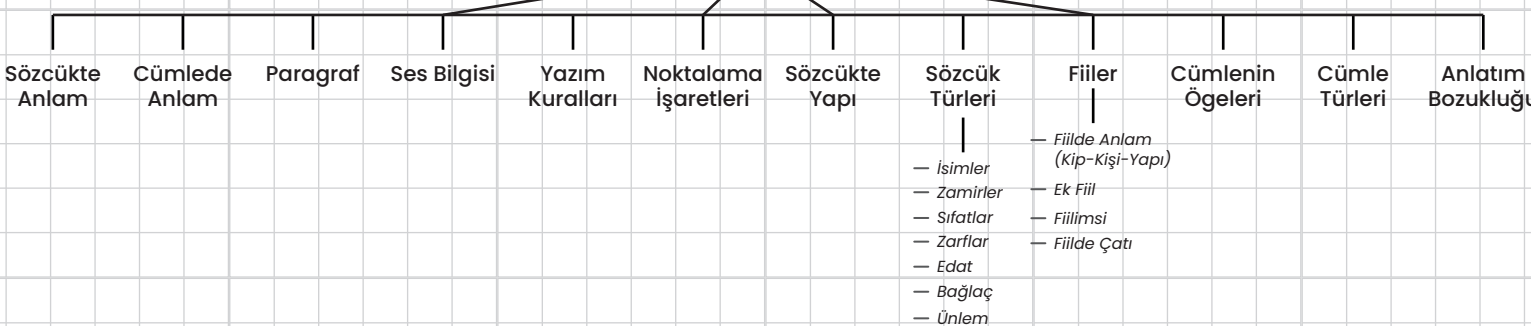 Sözcükte
Anlam
Cümlede
Anlam
Paragraf
Ses Bilgisi
Yazım
Kuralları
Noktalama
İşaretleri
Sözcükte
Yapı
Sözcük
Türleri
— İsimler
— Zamirler
— Sıfatlar
— Zarflar
— Edat
— Bağlaç
— Ünlem
Fiiler
— Fiilde Anlam
(Kip-Kişi-Yapı)
— Ek Fiil
— Fiilimsi
— Fiilde Çatı
Cümlenin
Ögeleri
Cümle
Türleri
Anlatım
Bozukluğu